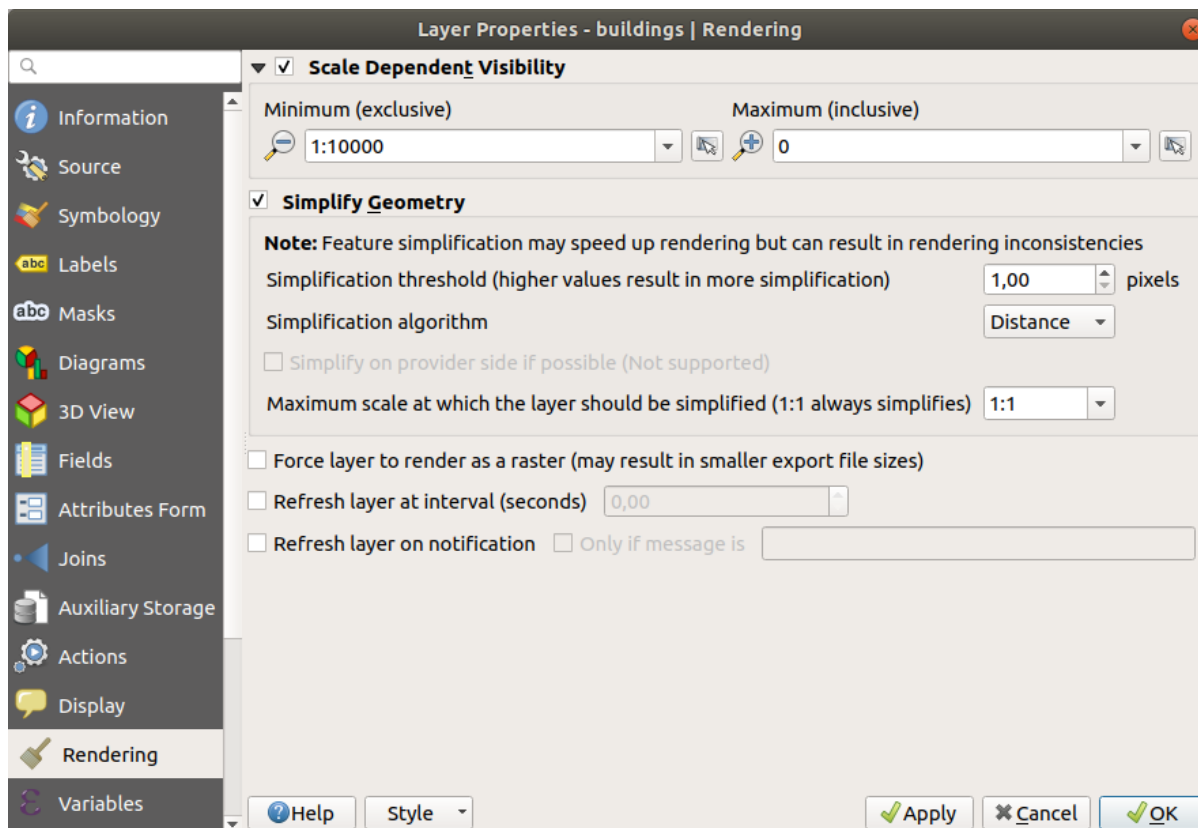 Layer Properties - buildings | Rendering
Information
Source
Symbology
abc Labels
abc Masks
Diagrams
3D View
Fields
Attributes Form
Joins
Auxiliary Storage
Actions
Display
Rendering
Variables
Scale Dependent Visibility
Minimum (exclusive) Maximum (inclusive)
1:10000 0
Simplify Geometry
Note: Feature simplification may speed up rendering but can result in rendering inconsistencies
Simplification threshold (higher values result in more simplification) 1,00 pixels
Simplification algorithm Distance
Simplify on provider side if possible (Not supported)
Maximum scale at which the layer should be simplified (1:1 always simplifies) 1:1
Force layer to render as a raster (may result in smaller export file sizes)
Refresh layer at interval (seconds) 0,00
Refresh layer on notification Only if message is
Help Style Apply Cancel OK